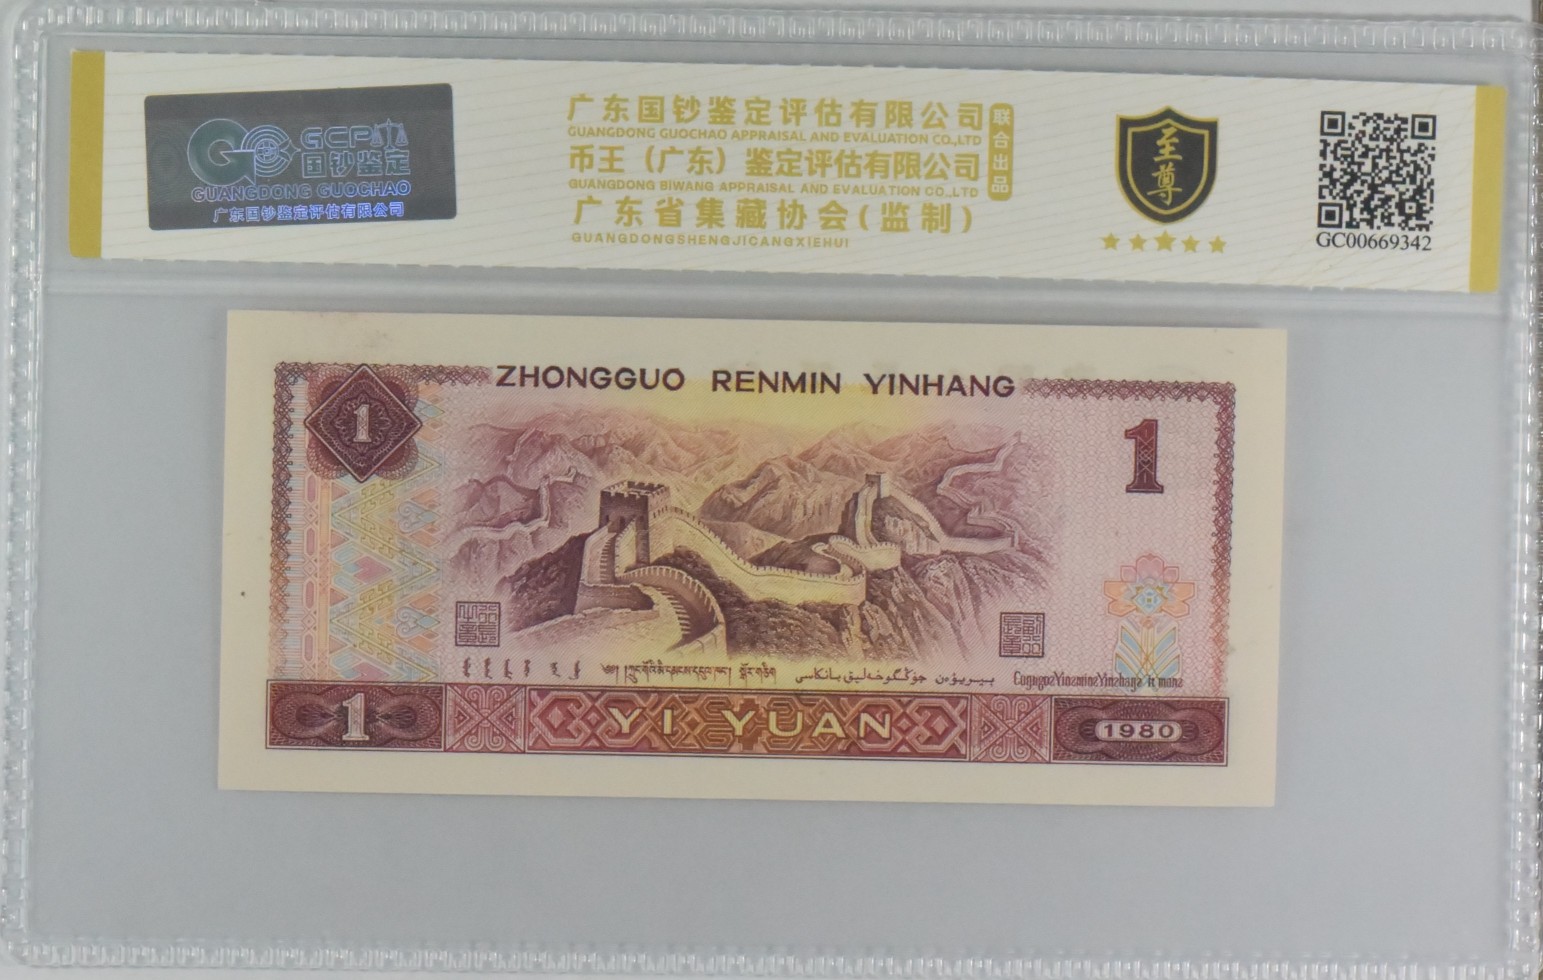 GCP
国钞鉴定
GUANGDONG GUOCHAO
广东国钞鉴定评估有限公司
广东国钞鉴定评估有限公司
GUANGDONG GUOCHAO APPRAISAL AND EVALUATION CO.,LTD
币王（广东）鉴定评估有限公司
GUANGDONG BIWANG APPRAISAL AND EVALUATION CO.,LTD
广东省集藏协会(监制)
GUANGDONGSHENGJICANGXIEHUI
联合出品
至尊
GC00669342
ZHONGGUO RENMIN YINHANG
1
1
1
YI YUAN
1980